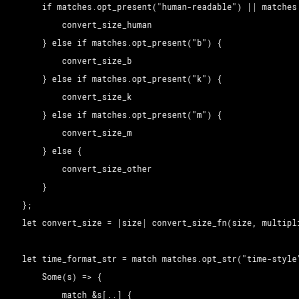 if matches.opt_present("human-readable") || matches
convert_size_human
} else if matches.opt_present("b") {
convert_size_b
} else if matches.opt_present("k") {
convert_size_k
} else if matches.opt_present("m") {
convert_size_m
} else {
convert_size_other
}
};
let convert_size = |size| convert_size_fn(size, multipli
let time_format_str = match matches.opt_str("time-style"
Some(s) => {
match &s[..] {